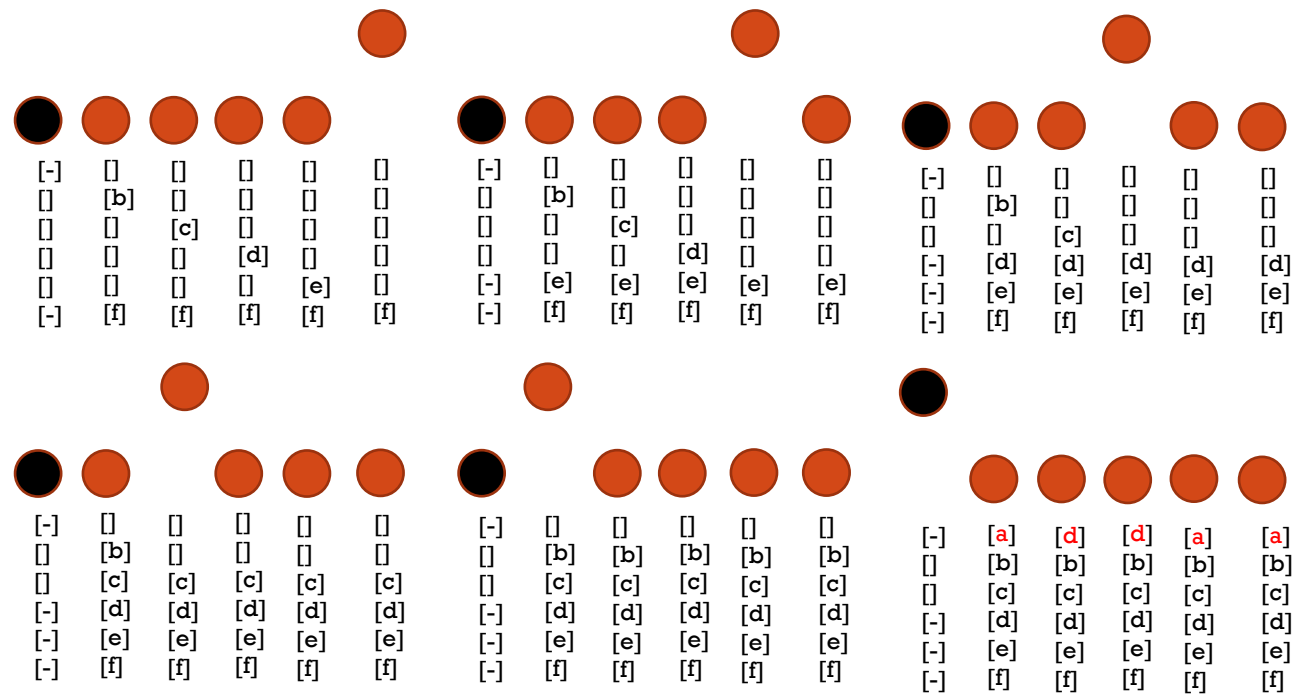 [-] [] [] [] [] []
[] [b] [] [] [] []
[] [] [c] [] [] []
[] [] [] [d] [] []
[] [] [] [] [e] []
[-] [f] [f] [f] [f] [f]
[-] [] [] [] [] []
[] [b] [] [] [] []
[] [] [c] [] [] []
[] [] [] [d] [] []
[-] [e] [e] [e] [e] [e]
[-] [f] [f] [f] [f] [f]
[-] [] [] [] [] []
[] [b] [] [] [] []
[] [] [c] [] [] []
[-] [d] [d] [d] [d] [d]
[-] [e] [e] [e] [e] [e]
[-] [f] [f] [f] [f] [f]
[-] [] [] [] [] []
[] [b] [] [] [] []
[] [c] [c] [c] [c] [c]
[-] [d] [d] [d] [d] [d]
[-] [e] [e] [e] [e] [e]
[-] [f] [f] [f] [f] [f]
[-] [] [] [] [] []
[] [b] [b] [b] [b] [b]
[] [c] [c] [c] [c] [c]
[-] [d] [d] [d] [d] [d]
[-] [e] [e] [e] [e] [e]
[-] [f] [f] [f] [f] [f]
[-] [a] [d] [d] [a] [a]
[] [b] [b] [b] [b] [b]
[] [c] [c] [c] [c] [c]
[-] [d] [d] [d] [d] [d]
[-] [e] [e] [e] [e] [e]
[-] [f] [f] [f] [f] [f]